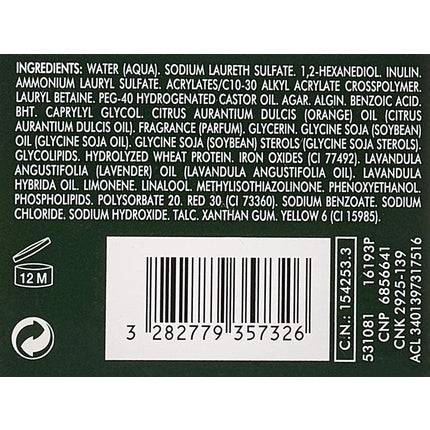 INGREDIENTS: WATER (AQUA). SODIUM LAURETH SULFATE. 1,2-HEXANEDIOL. INULIN.
AMMONIUM LAURYL SULFATE. ACRYLATES/C10-30 ALKYL ACRYLATE CROSSPOLYMER.
LAURYL BETAINE. PEG-40 HYDROGENATED CASTOR OIL. AGAR. ALGIN. BENZOIC ACID.
BHT. CAPRYLYL GLYCOL. CITRUS AURANTIUM DULCIS (ORANGE) OIL (CITRUS
AURANTIUM DULCIS OIL). FRAGRANCE (PARFUM). GLYCERIN. GLYCINE SOJA (SOYBEAN)
OIL (GLYCINE SOJA OIL). GLYCINE SOJA (SOYBEAN) STEROLS (GLYCINE SOJA STEROLS).
GLYCOLIPIDS. HYDROLYZED WHEAT PROTEIN. IRON OXIDES (CI 77492). LAVANDULA
ANGUSTIFOLIA (LAVENDER) OIL (LAVANDULA ANGUSTIFOLIA OIL). LAVANDULA
HYBRIDA OIL. LIMONENE. LINALOOL. METHYLISOTHIAZOLINONE. PHENOXYETHANOL.
PHOSPHOLIPIDS. POLYSORBATE 20. RED 30 (CI 73360). SODIUM BENZOATE. SODIUM
CHLORIDE. SODIUM HYDROXIDE. TALC. XANTHAN GUM. YELLOW 6 (CI 15985).
12 M
3 282779 357326
C.N.: 154253.3
531081 16193P
CNP 6856641
CNK 2925-139
ACL 3401397317516